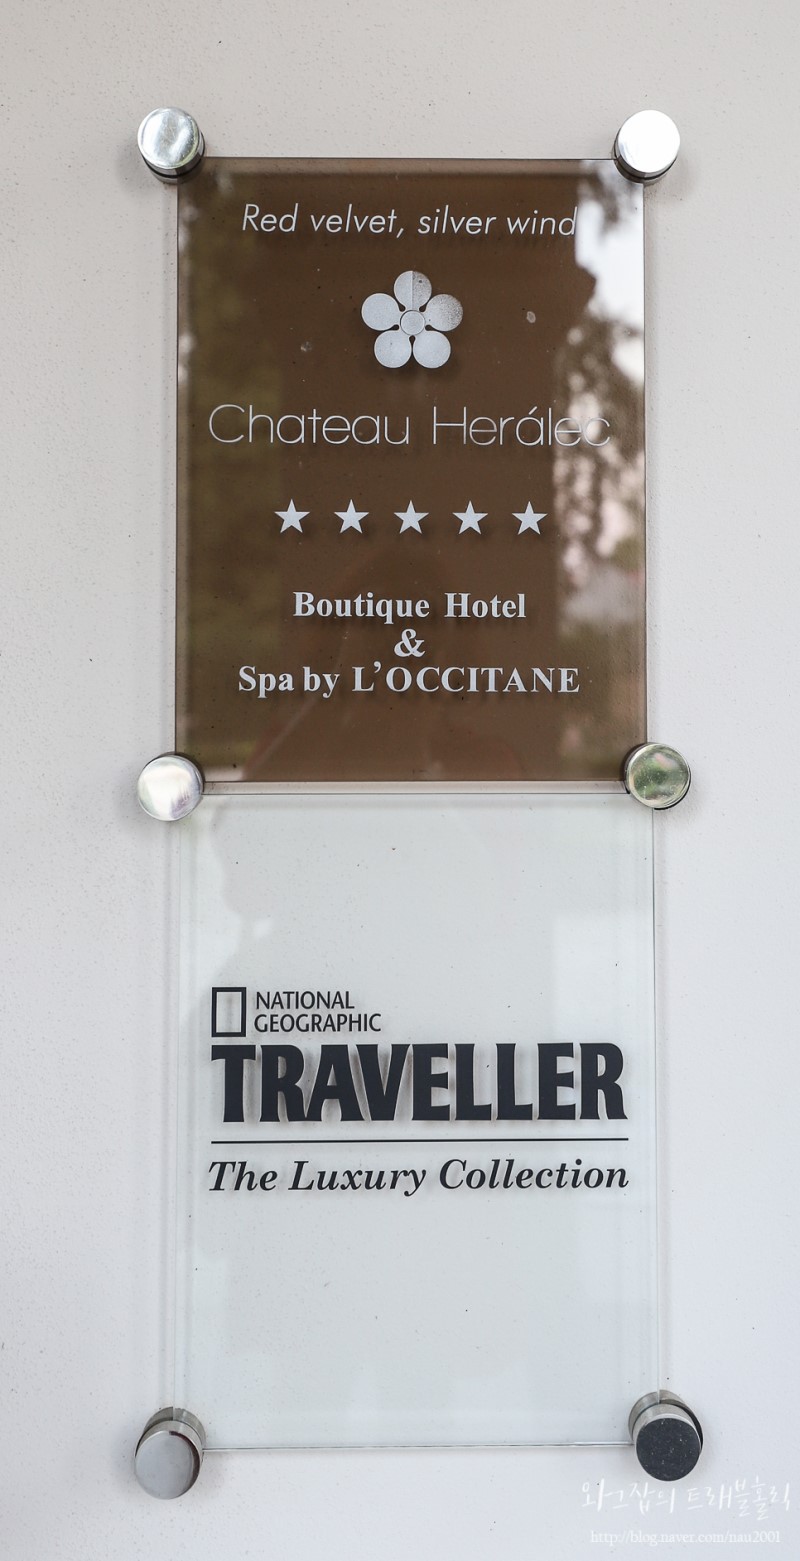 Red velvet, silver wind
Chateau Herálec
★ ★ ★ ★ ★
Boutique Hotel
&
Spa by L'OCCITANE
NATIONAL
GEOGRAPHIC
TRAVELLER
The Luxury Collection
와그잡의 트래블홀릭
http://blog.naver.com/nau2001